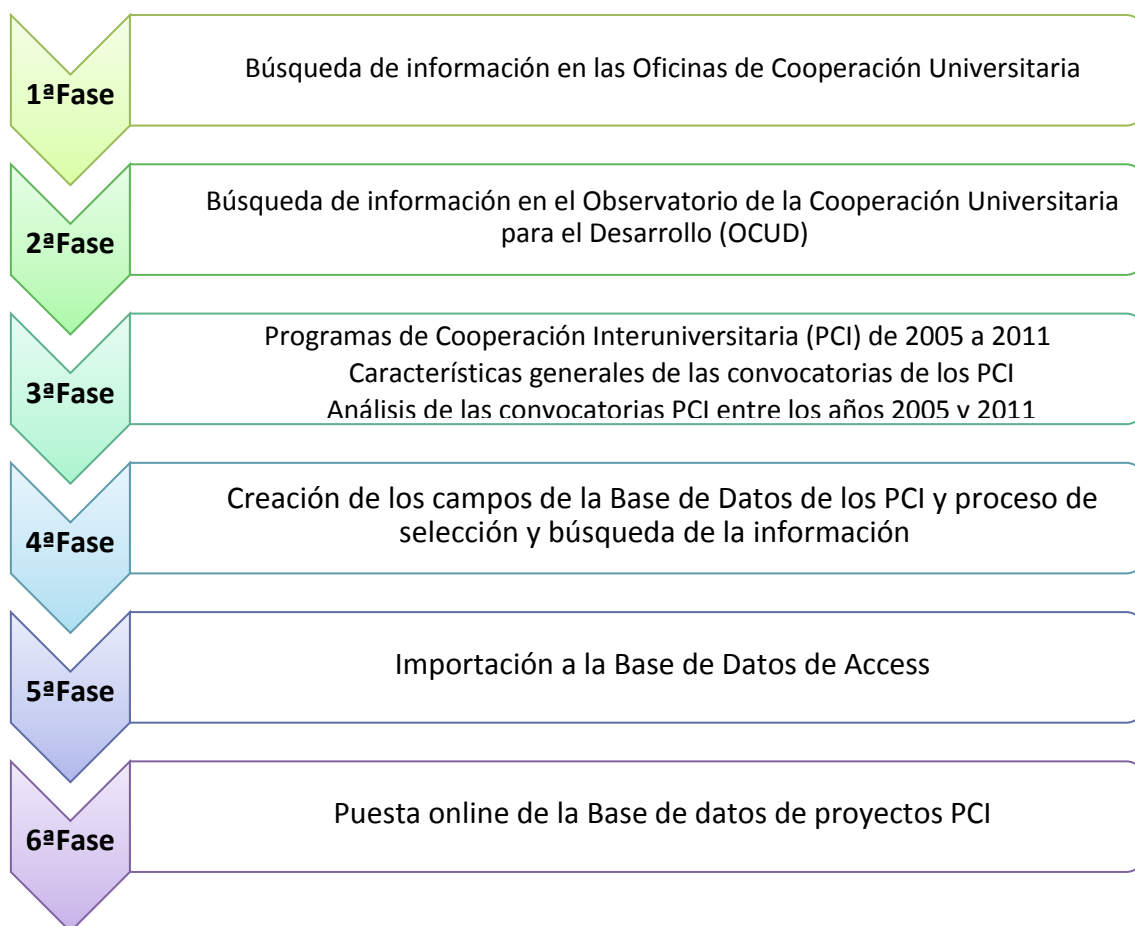 1ªFase
Búsqueda de información en las Oficinas de Cooperación Universitaria
2ªFase
Búsqueda de información en el Observatorio de la Cooperación Universitaria
para el Desarrollo (OCUD)
3ªFase
Programas de Cooperación Interuniversitaria (PCI) de 2005 a 2011
Características generales de las convocatorias de los PCI
Análisis de las convocatorias PCI entre los años 2005 y 2011
4ªFase
Creación de los campos de la Base de Datos de los PCI y proceso de
selección y búsqueda de la información
5ªFase
Importación a la Base de Datos de Access
6ªFase
Puesta online de la Base de datos de proyectos PCI